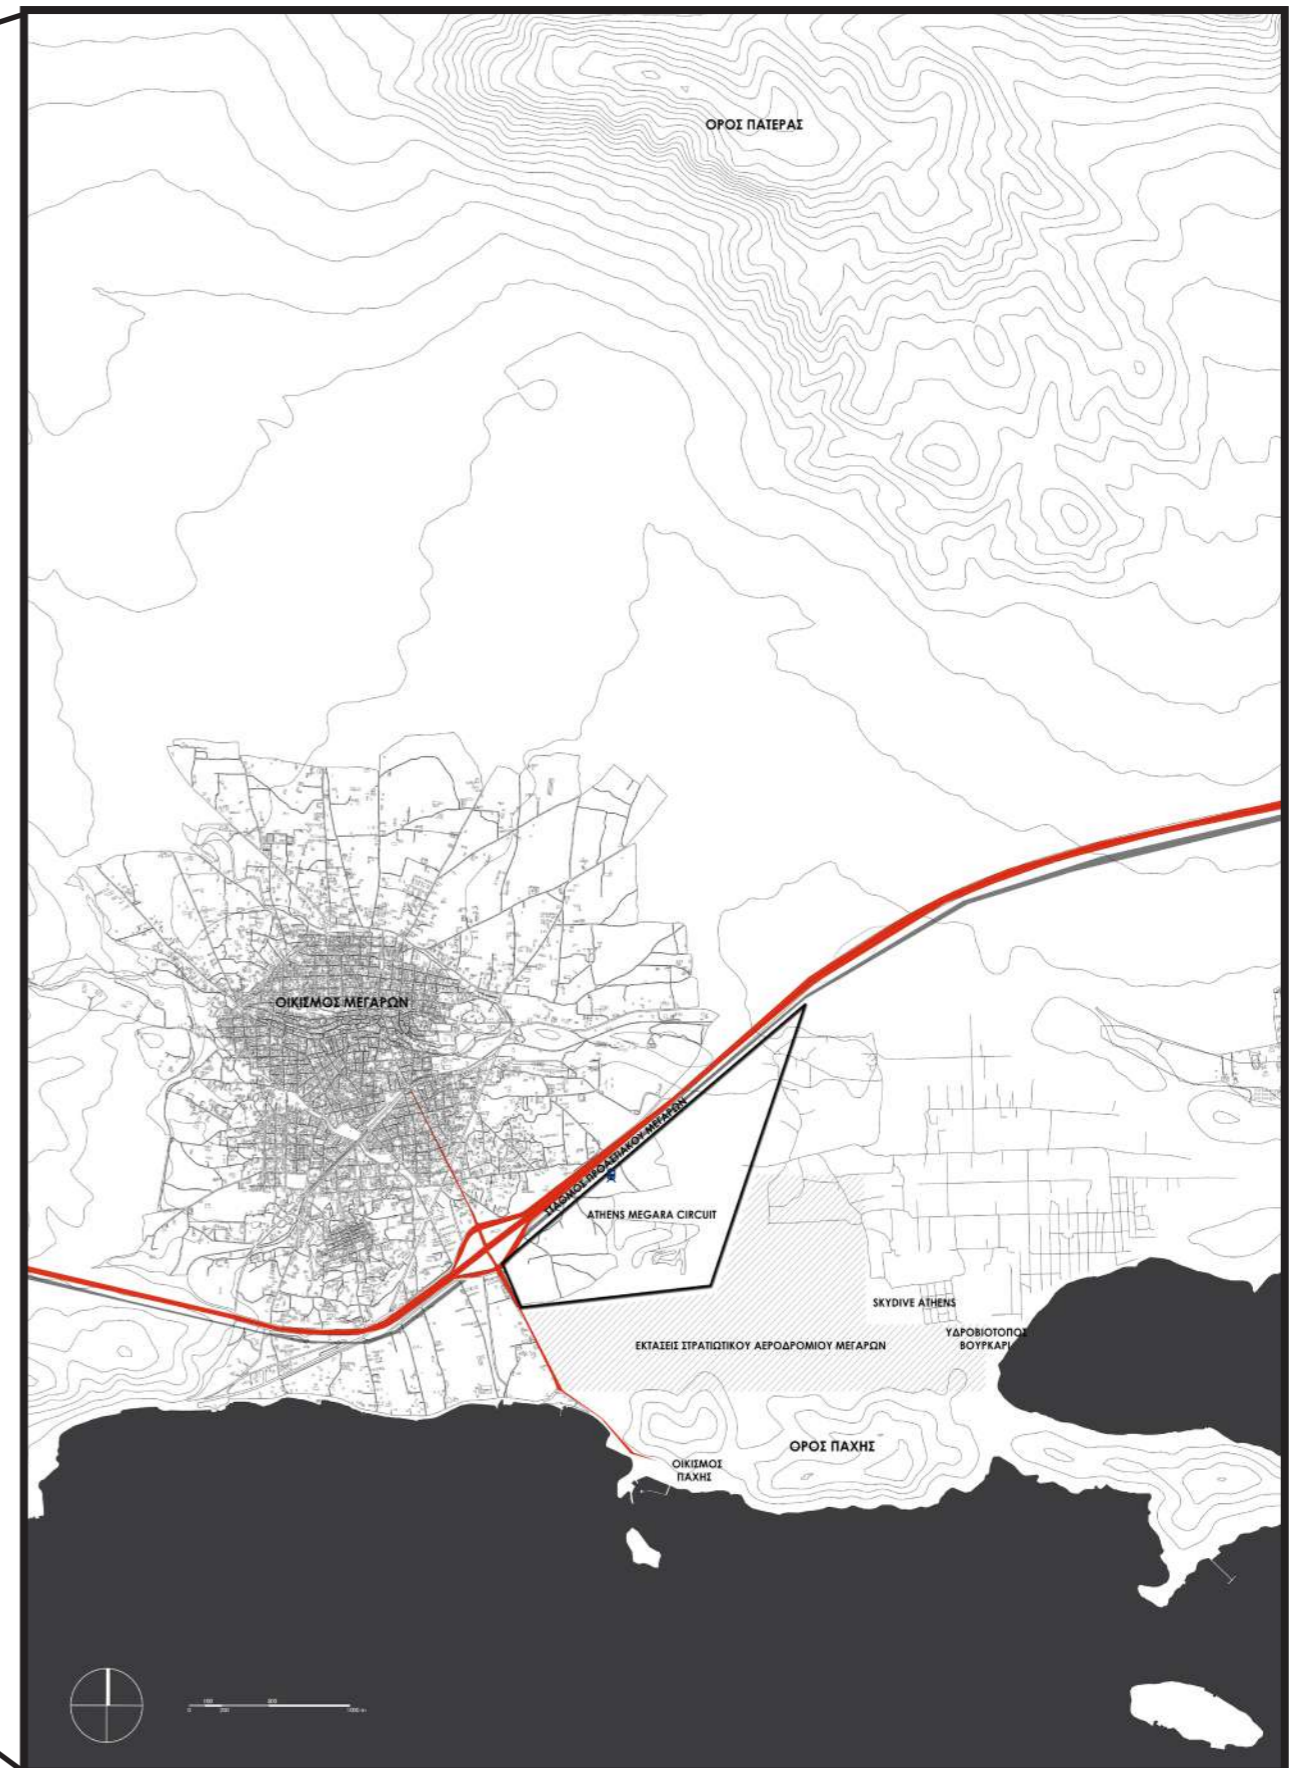 ΟΡΟΣ ΠΑΤΕΡΑΣ
ΟΙΚΙΣΜΟΣ ΜΕΓΑΡΩΝ
ΣΤΑΘΜΟΣ ΠΡΟΑΣΤΙΑΚΟΥ ΜΕΓΑΡΩΝ
ATHENS MEGARA CIRCUIT
SKYDIVE ATHENS
ΥΔΡΟΒΙΟΤΟΠΟΣ
ΒΟΥΡΚΑΡΙ
ΕΚΤΑΣΕΙΣ ΣΤΡΑΤΙΩΤΙΚΟΥ ΑΕΡΟΔΡΟΜΙΟΥ ΜΕΓΑΡΩΝ
ΟΡΟΣ ΠΑΧΗΣ
ΟΙΚΙΣΜΟΣ
ΠΑΧΗΣ